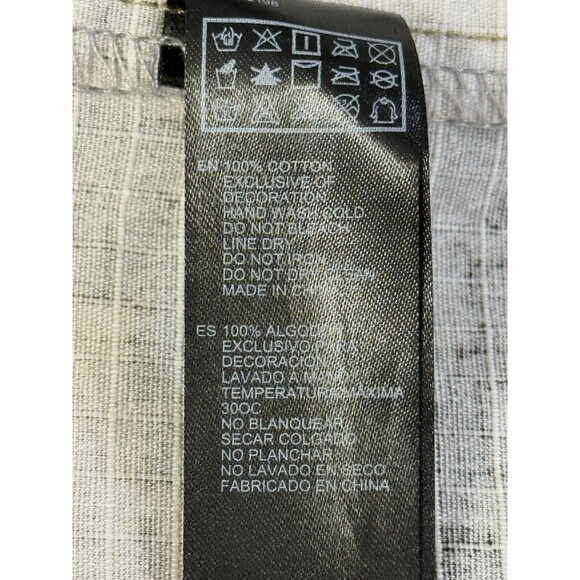 EN 100% COTTON
EXCLUSIVE OF
DECORATION
HAND WASH COLD
DO NOT BLEACH
LINE DRY
DO NOT IRON
DO NOT DRY CLEAN
MADE IN
ES 100%
EXCLUSIVO PARA
DECORACION
LAVADO A MANO
TEMPERATURA MAXIMA
30OC
NO BLANQUEAR
SECAR COLGADO
NO PLANCHAR
NO LAVADO EN SECO
FABRICADO EN CHINA